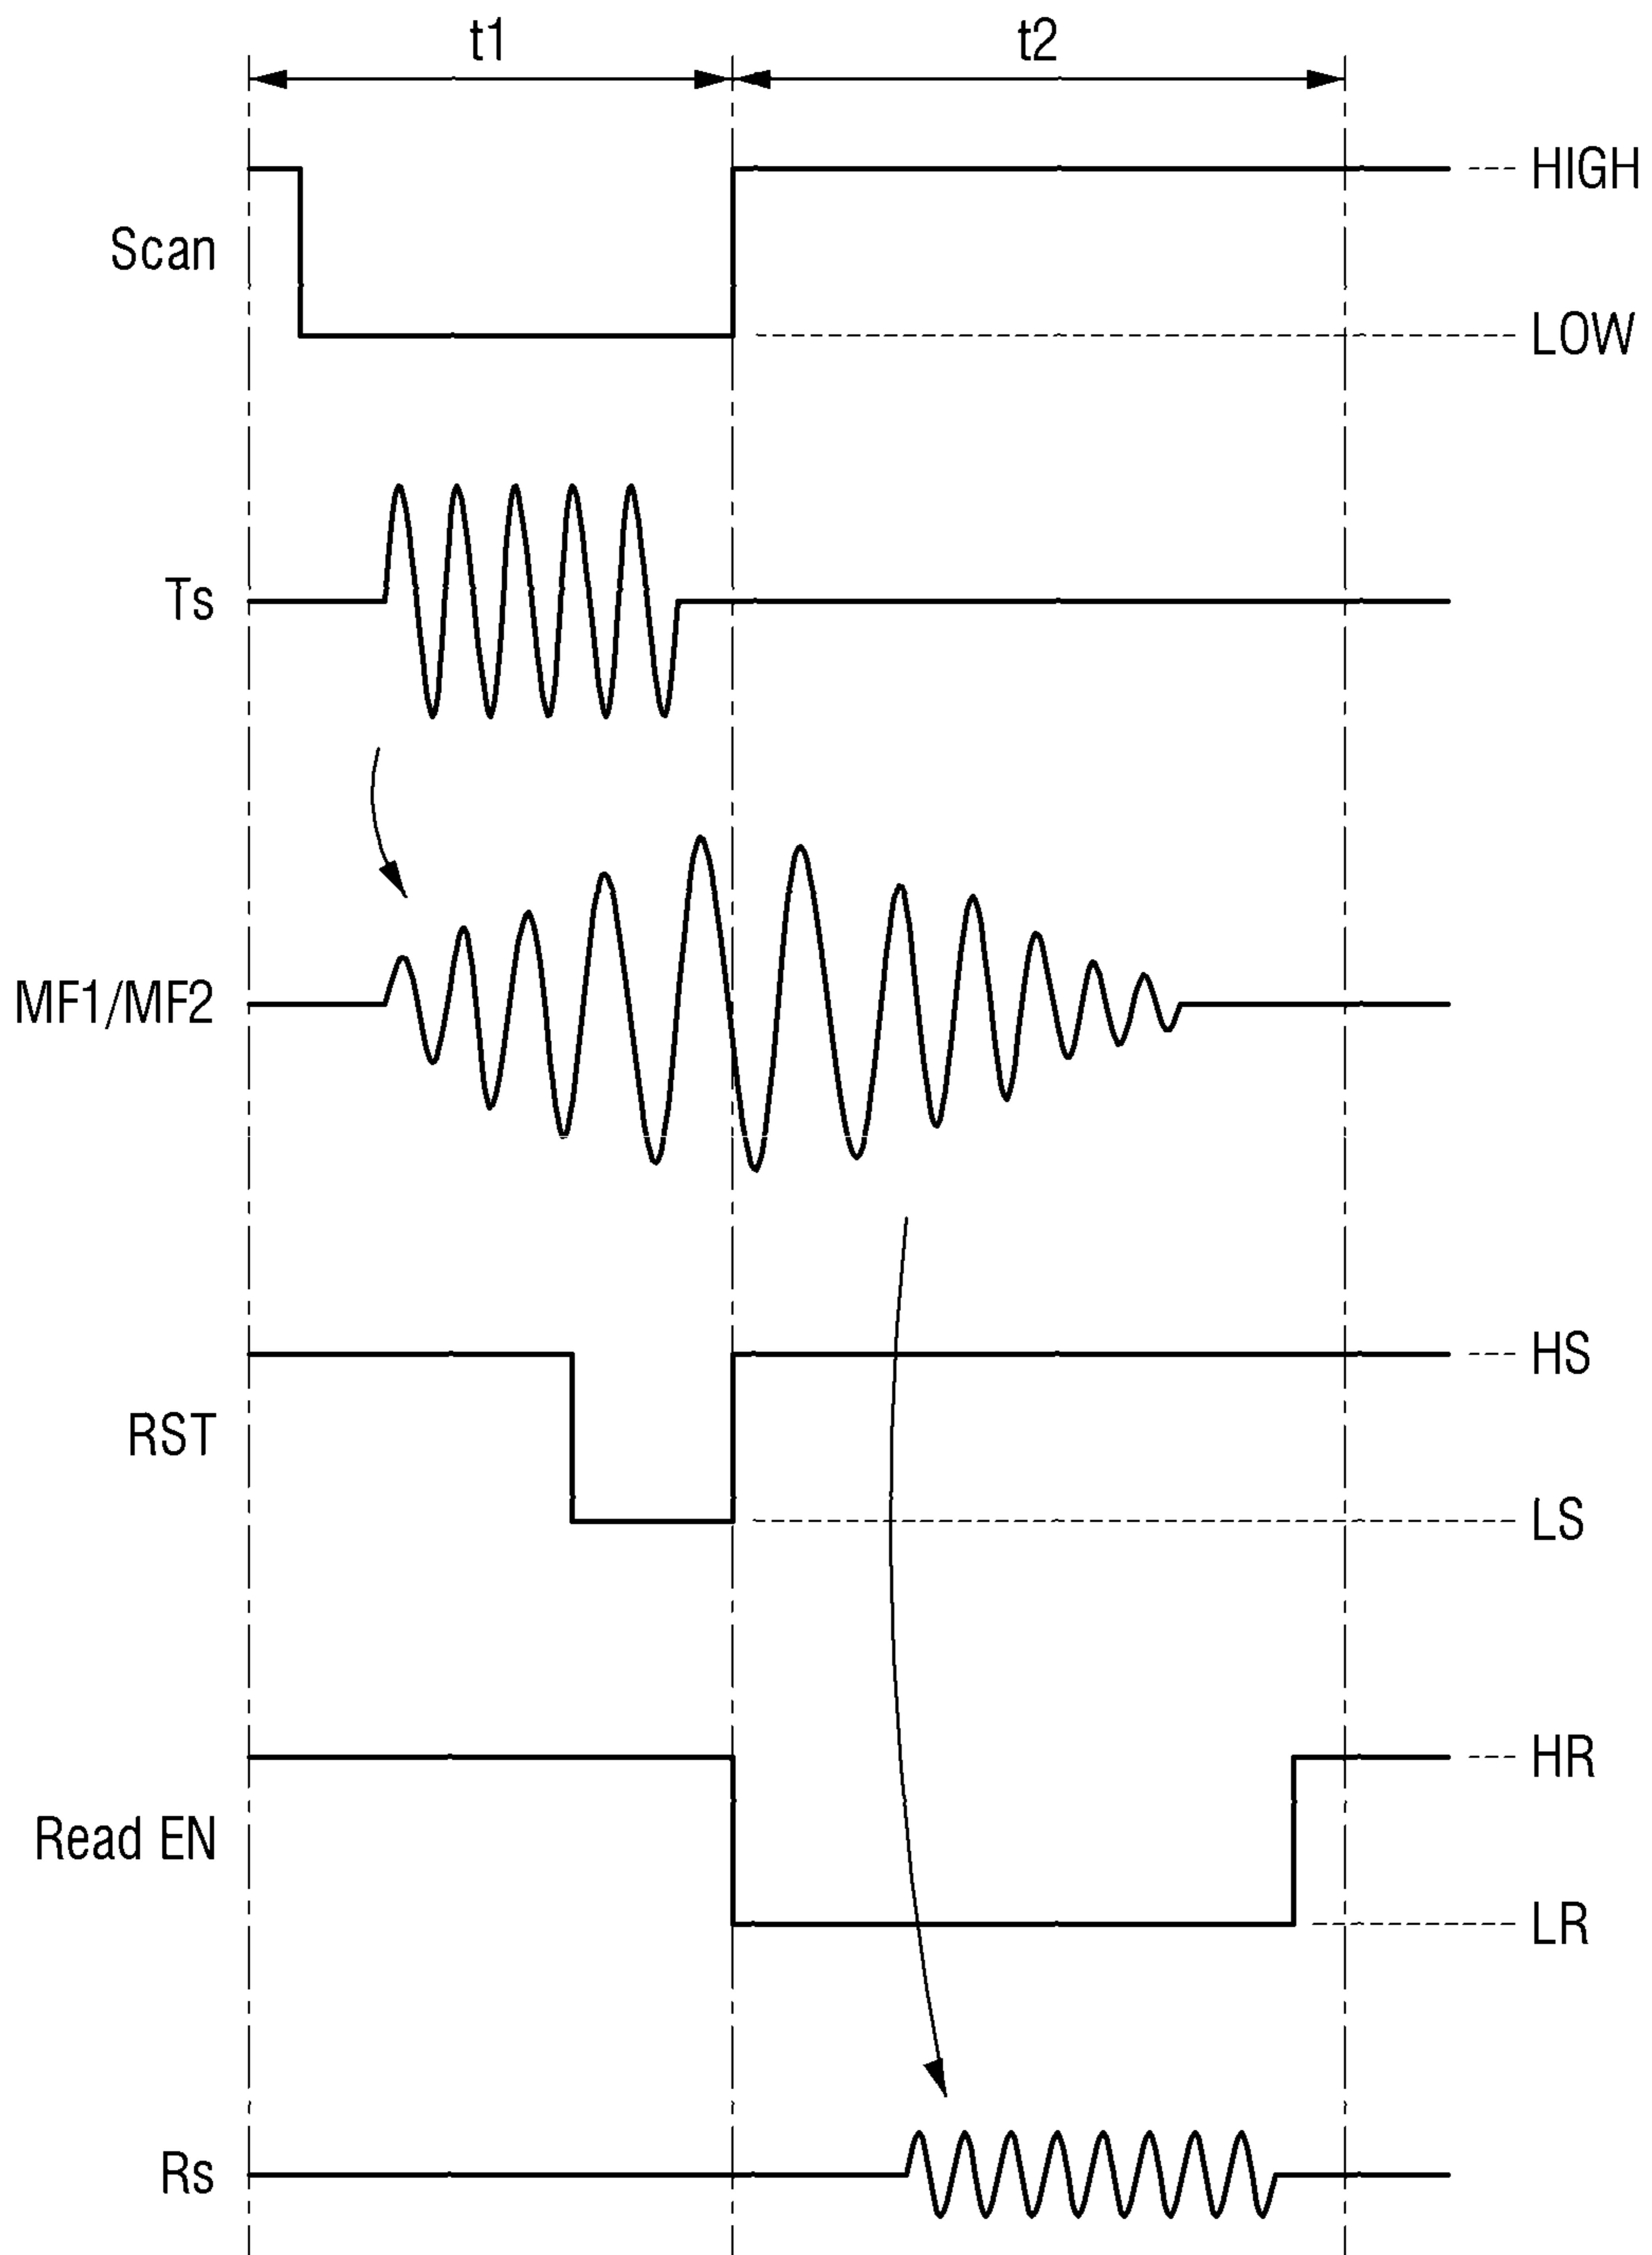 t1 t2
HIGH
Scan
LOW
Ts
MF1/MF2
HS
RST
LS
HR
Read EN
LR
Rs